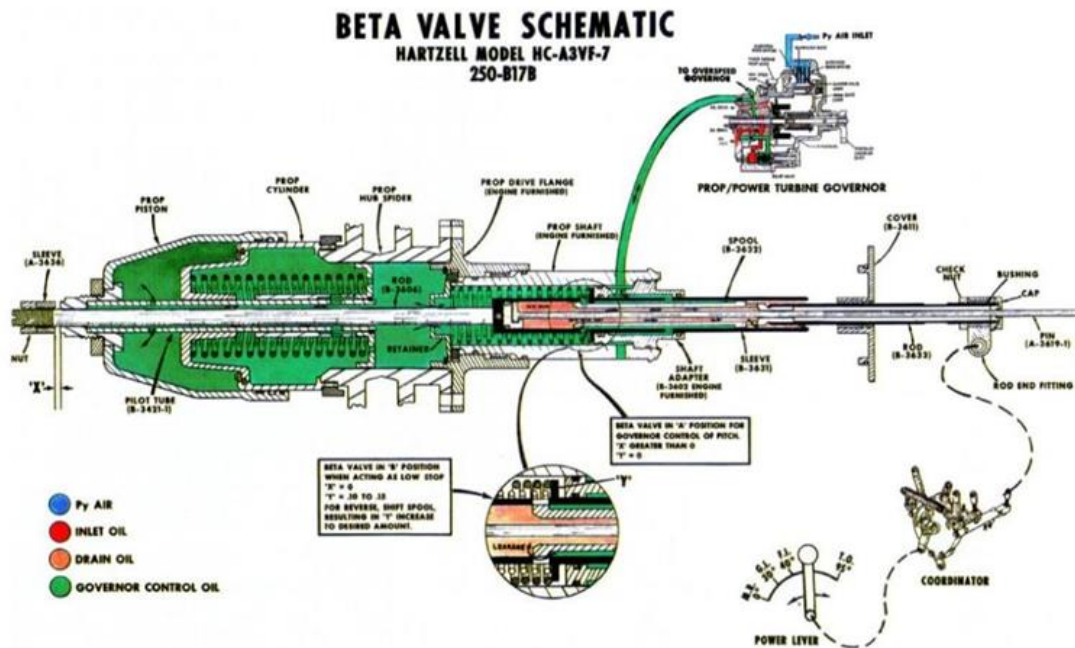 BETA VALVE SCHEMATIC
HARTZELL MODEL HC-A3VF-7
250-B17B
Py AIR INLET
TO OVERSPEED
GOVERNOR
PROP/POWER TURBINE GOVERNOR
PROP
PISTON
PROP
CYLINDER
PROP
HUB SPIDER
PROP DRIVE FLANGE
(ENGINE FURNISHED)
PROP SHAFT
(ENGINE FURNISHED)
SPOOL
(B-3632)
COVER
(B-3611)
SLEEVE
(A-3636)
CHECK
NUT
BUSHING
CAP
ROD
(B-3606)
RETAINER
NUT
"X"
PILOT TUBE
(B-3421-1)
SHAFT
ADAPTER
(B-3602 ENGINE
FURNISHED)
SLEEVE
(B-3631)
ROD
(B-3633)
PIN
(A-3619-1)
ROD END FITTING
BETA VALVE IN 'A' POSITION FOR
GOVERNOR CONTROL OF PITCH.
'X' GREATER THAN 0
'Y' = 0
BETA VALVE IN 'B' POSITION
WHEN ACTING AS LOW STOP
'X' = 0
'Y' = .10 TO .15
FOR REVERSE, SHIFT SPOOL,
RESULTING IN 'Y' INCREASE
TO DESIRED AMOUNT.
"Y"
LEAKAGE
Py AIR
INLET OIL
DRAIN OIL
GOVERNOR CONTROL OIL
COORDINATOR
M.R.
0°
G.I.
30°
F.I.
40°
T.O.
95°
POWER LEVER